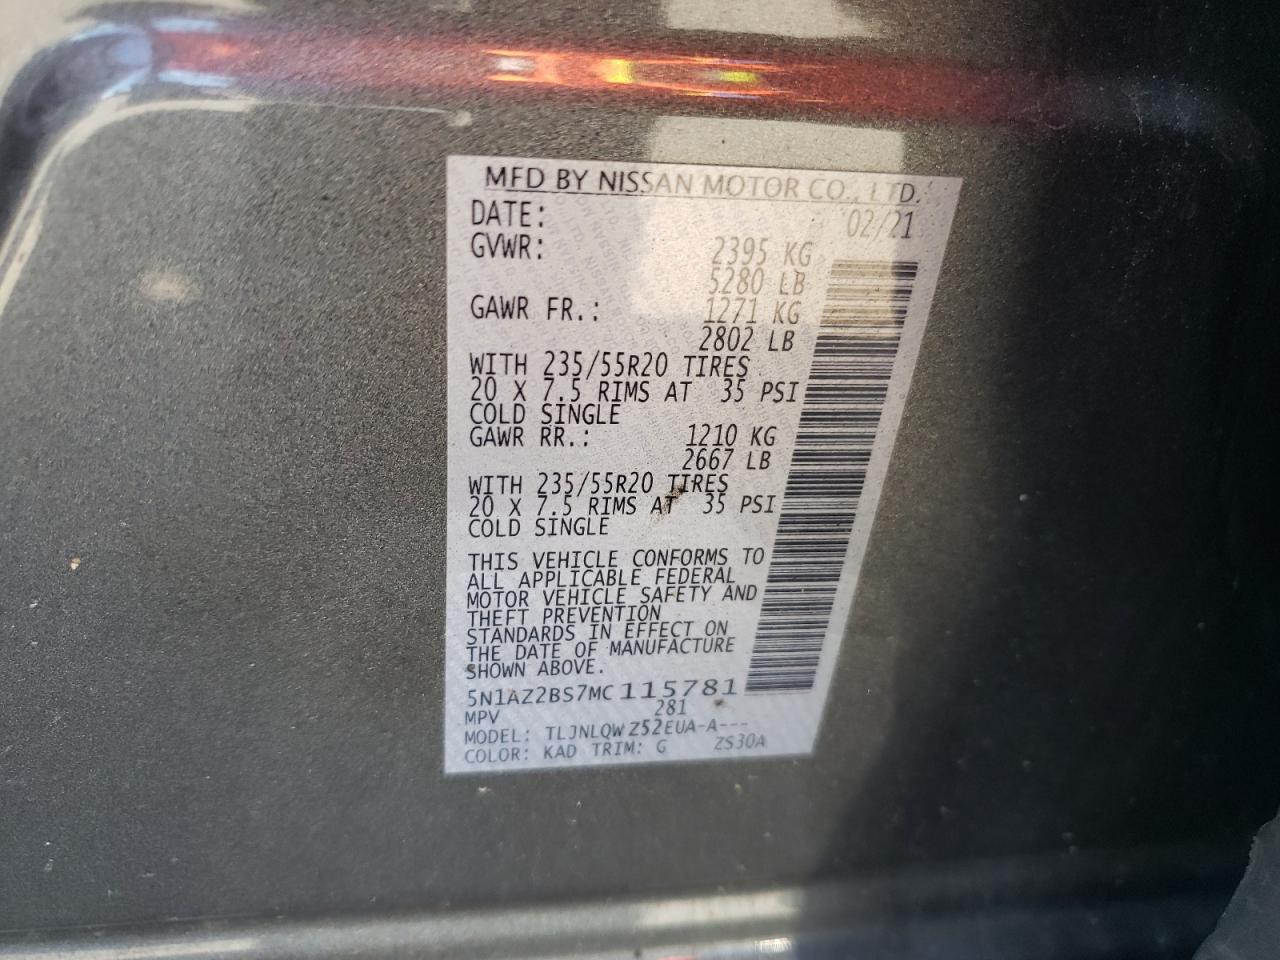 MFD BY NISSAN MOTOR CO., LTD.
DATE: 02/21
GVWR: 2395 KG
5280 LB
GAWR FR.: 1271 KG
2802 LB
WITH 235/55R20 TIRES
20 X 7.5 RIMS AT 35 PSI
COLD SINGLE
GAWR RR.: 1210 KG
2667 LB
WITH 235/55R20 TIRES
20 X 7.5 RIMS AT 35 PSI
COLD SINGLE
THIS VEHICLE CONFORMS TO
ALL APPLICABLE FEDERAL
MOTOR VEHICLE SAFETY AND
THEFT PREVENTION
STANDARDS IN EFFECT ON
THE DATE OF MANUFACTURE
SHOWN ABOVE.
5N1AZ2BS7MC115781
MPV 281
MODEL: TLJNLQWZ52EUA-A---
COLOR: KAD TRIM: G ZS30A